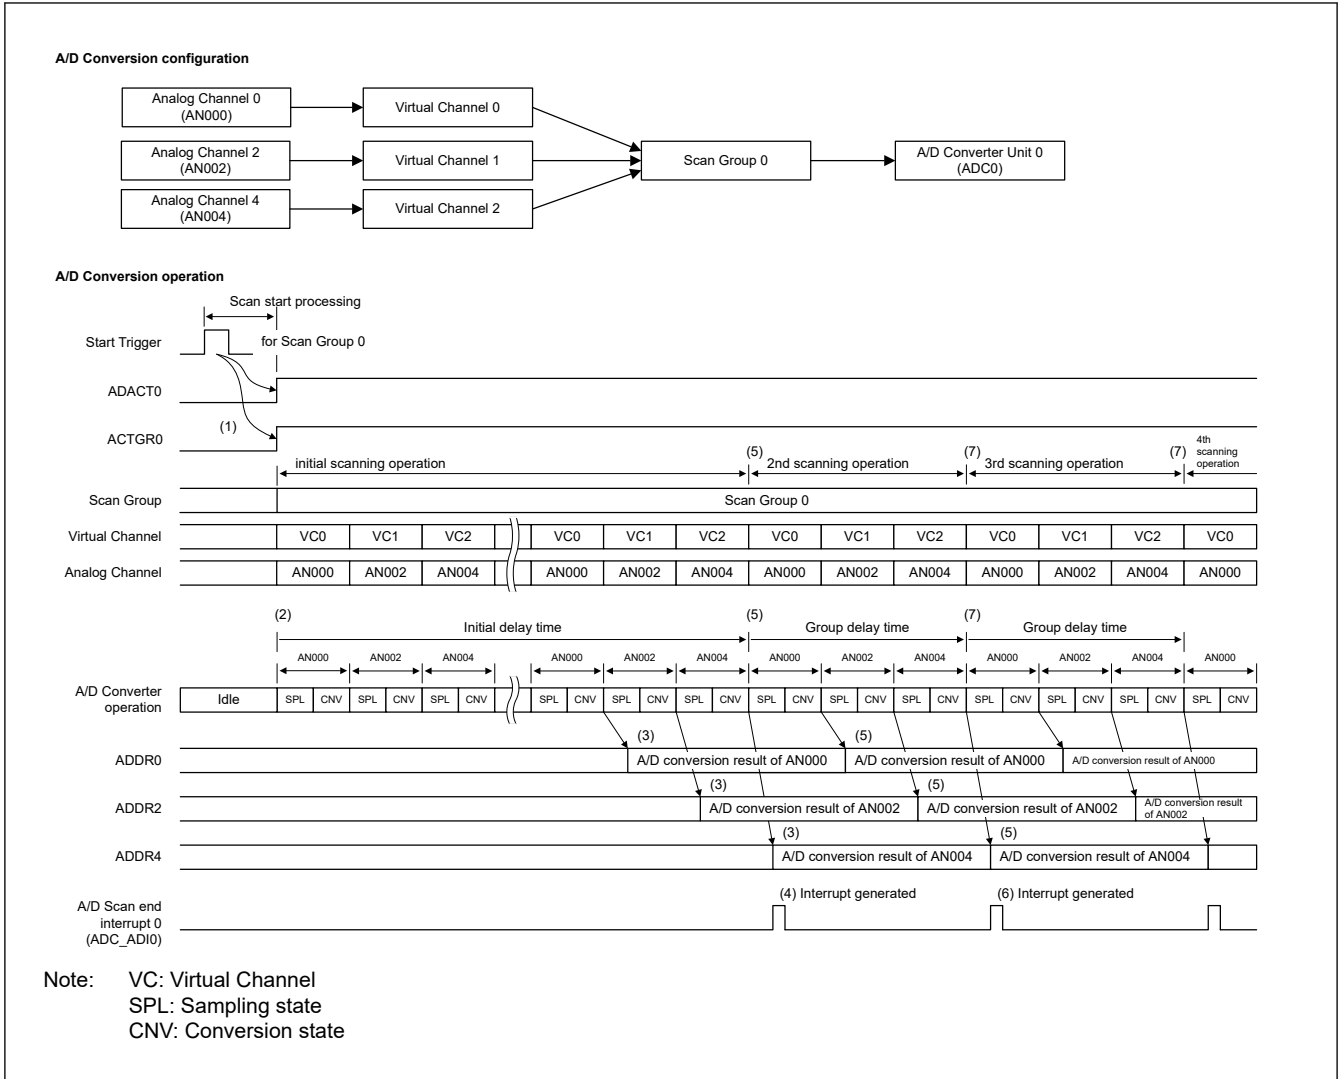 A/D Conversion configuration
Analog Channel 0
(AN000)
Virtual Channel 0
Analog Channel 2
(AN002)
Virtual Channel 1
Scan Group 0
A/D Converter Unit 0
(ADC0)
Analog Channel 4
(AN004)
Virtual Channel 2
A/D Conversion operation
Scan start processing
Start Trigger
for Scan Group 0
ADACT0
(1)
ACTGR0
initial scanning operation
(5)
2nd scanning operation
(7)
3rd scanning operation
(7)
4th
scanning
operation
Scan Group
Scan Group 0
Virtual Channel
VC0 VC1 VC2 VC0 VC1 VC2 VC0 VC1 VC2 VC0 VC1 VC2 VC0
Analog Channel
AN000 AN002 AN004 AN000 AN002 AN004 AN000 AN002 AN004 AN000 AN002 AN004 AN000
(2) (5) (7)
Initial delay time Group delay time Group delay time
AN000 AN002 AN004 AN000 AN002 AN004 AN000 AN002 AN004 AN000 AN002 AN004 AN000
A/D Converter
operation
Idle SPL CNV SPL CNV SPL CNV SPL CNV SPL CNV SPL CNV SPL CNV SPL CNV SPL CNV SPL CNV SPL CNV SPL CNV SPL CNV
(3) (5)
ADDR0
A/D conversion result of AN000 A/D conversion result of AN000 A/D conversion result of AN000
(3) (5)
ADDR2
A/D conversion result of AN002 A/D conversion result of AN002
A/D conversion result
of AN002
(3) (5)
ADDR4
A/D conversion result of AN004 A/D conversion result of AN004
(4) Interrupt generated (6) Interrupt generated
A/D Scan end
interrupt 0
(ADC_ADI0)
Note: VC: Virtual Channel
SPL: Sampling state
CNV: Conversion state